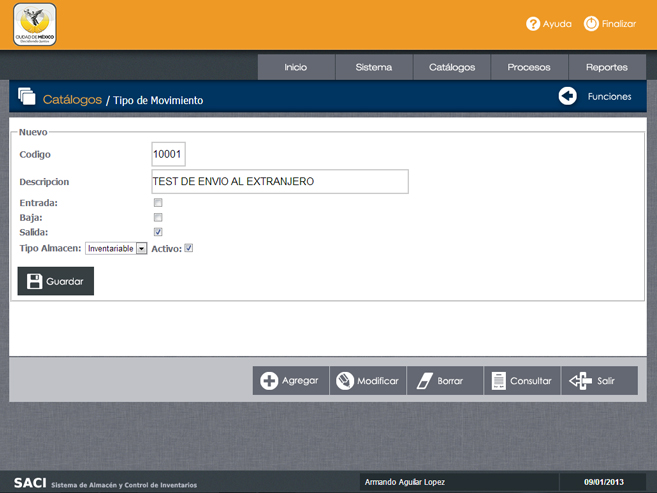 CIUDAD DE MÉXICO
Ayuda
Finalizar
Inicio
Sistema
Catálogos
Procesos
Reportes
Catálogos / Tipo de Movimiento
Funciones
Nuevo
Codigo
10001
Descripcion
TEST DE ENVIO AL EXTRANJERO
Entrada:
Baja:
Salida:
Tipo Almacen: Inventariable Activo:
Guardar
Agregar
Modificar
Borrar
Consultar
Salir
SACI Sistema de Almacén y Control de Inventarios
Armando Aguilar Lopez
09/01/2013